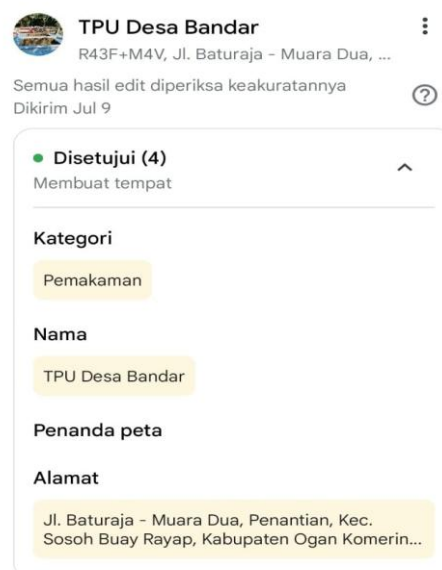 TPU Desa Bandar
R43F+M4V, Jl. Baturaja - Muara Dua, ...
Semua hasil edit diperiksa keakuratannya
Dikirim Jul 9
Disetujui (4)
Membuat tempat
Kategori
Pemakaman
Nama
TPU Desa Bandar
Penanda peta
Alamat
Jl. Baturaja - Muara Dua, Penantian, Kec.
Sosoh Buay Rayap, Kabupaten Ogan Komerin...